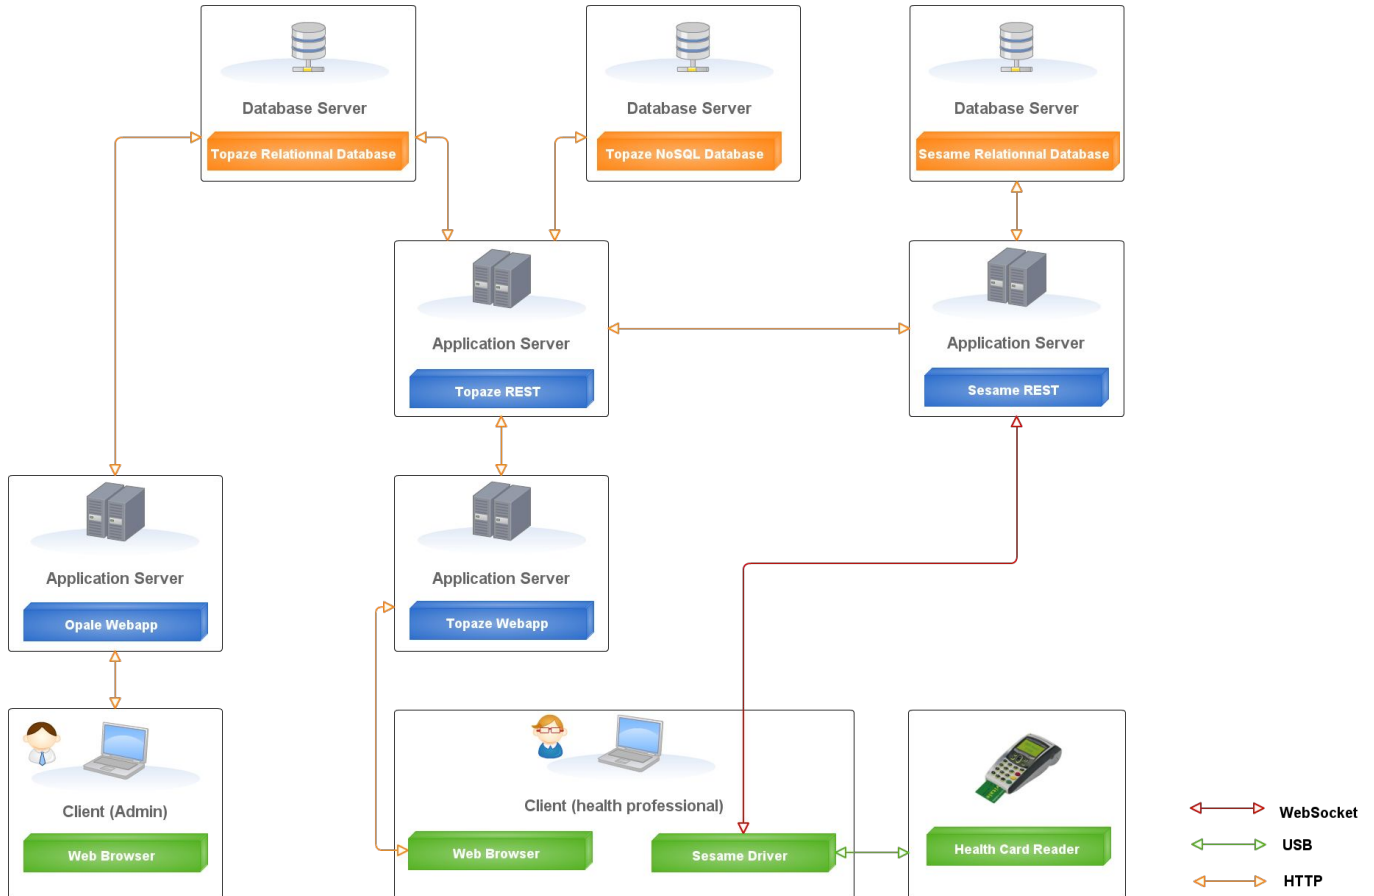 Database Server
Topaze Relationnal Database
Database Server
Topaze NoSQL Database
Database Server
Sesame Relationnal Database
Application Server
Topaze REST
Application Server
Sesame REST
Application Server
Opale Webapp
Application Server
Topaze Webapp
Client (Admin)
Web Browser
Client (health professional)
Web Browser
Sesame Driver
Health Card Reader
WebSocket
USB
HTTP